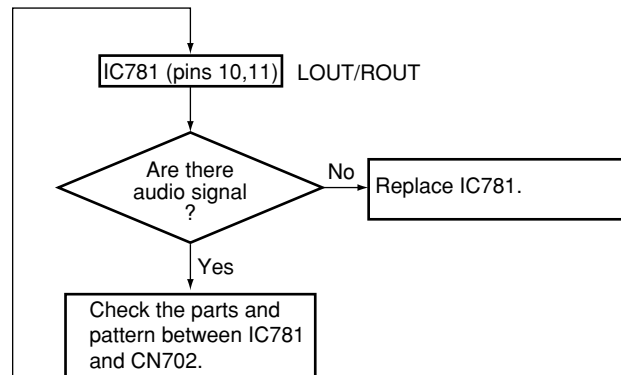 IC781 (pins 10,11) LOUT/ROUT
Are there
audio signal
?
No
Replace IC781.
Yes
Check the parts and
pattern between IC781
and CN702.